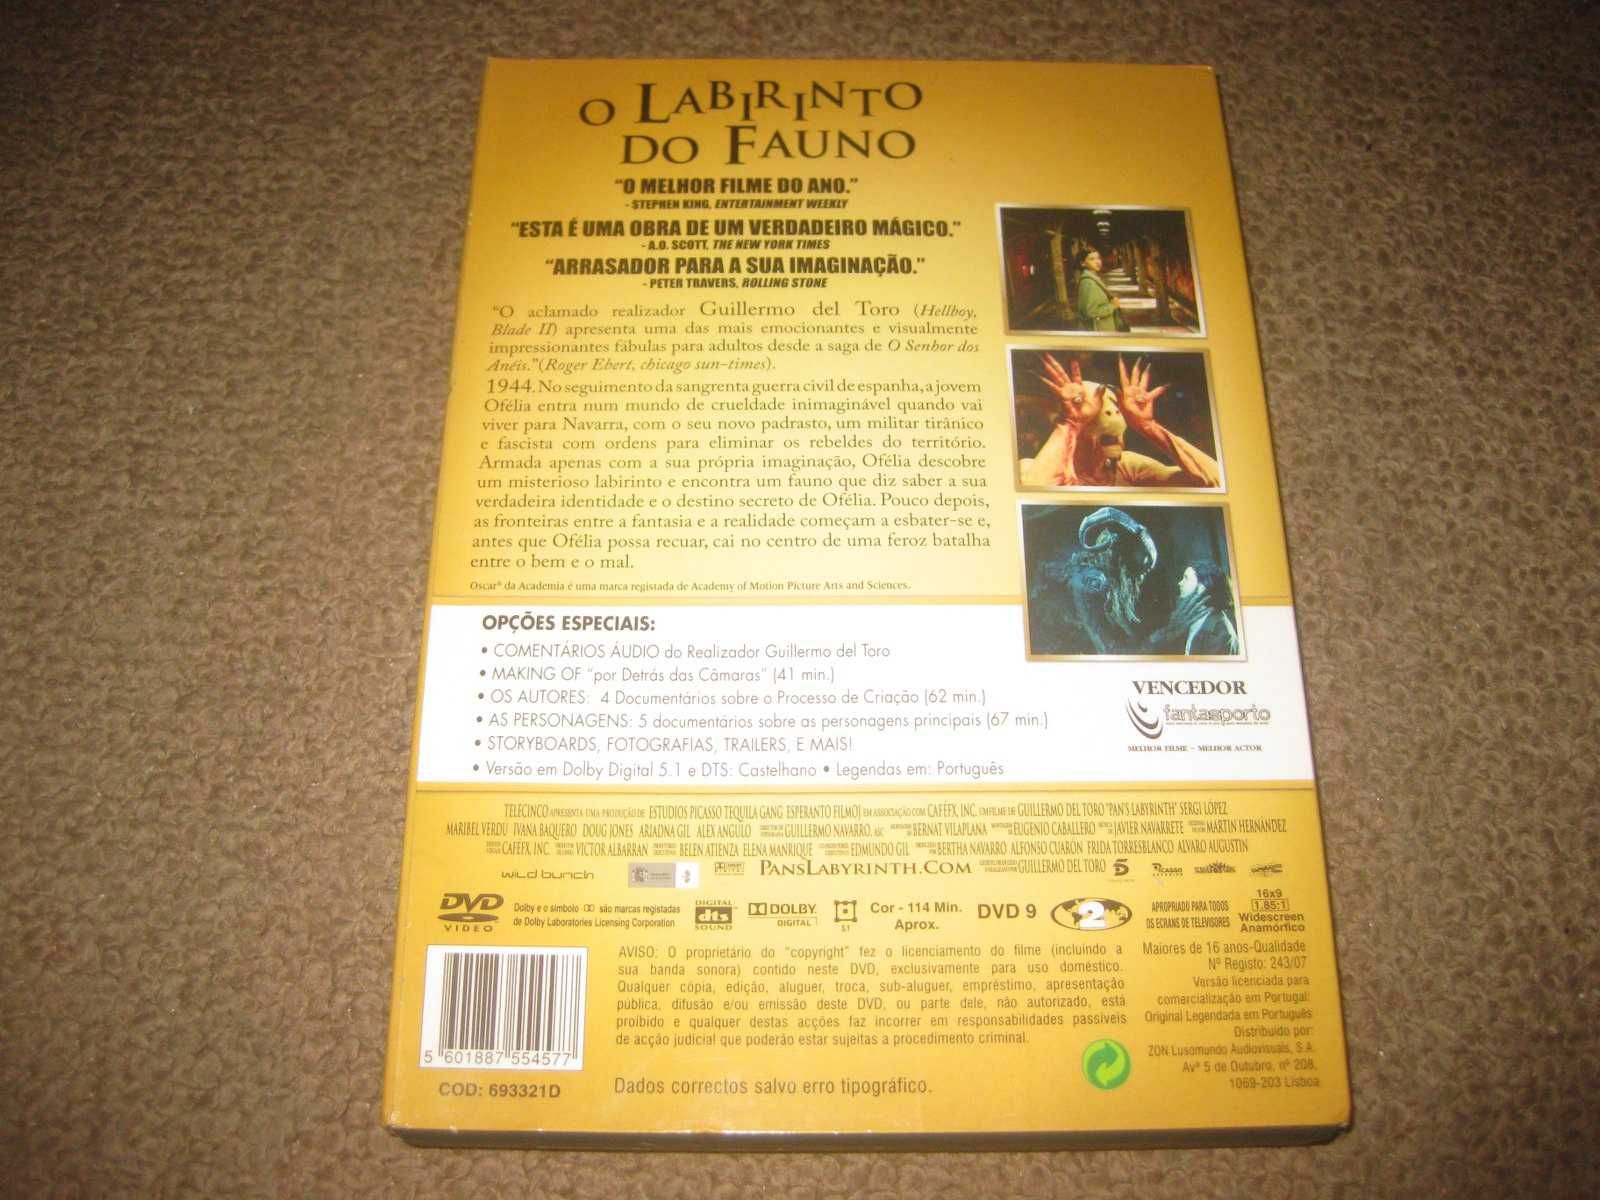 O LABIRINTO
DO FAUNO
"O MELHOR FILME DO ANO."
- STEPHEN KING, ENTERTAINMENT WEEKLY
"ESTA É UMA OBRA DE UM VERDADEIRO MÁGICO."
- A.O. SCOTT, THE NEW YORK TIMES
"ARRASADOR PARA A SUA IMAGINAÇÃO."
- PETER TRAVERS, ROLLING STONE
"O aclamado realizador Guillermo del Toro (Hellboy,
Blade II) apresenta uma das mais emocionantes e visualmente
impressionantes fábulas para adultos desde a saga de O Senhor dos
Anéis."(Roger Ebert, chicago sun-times).
1944. No seguimento da sangrenta guerra civil de espanha, a jovem
Ofélia entra num mundo de crueldade inimaginável quando vai
viver para Navarra, com o seu novo padrasto, um militar tirânico
e fascista com ordens para eliminar os rebeldes do território.
Armada apenas com a sua própria imaginação, Ofélia descobre
um misterioso labirinto e encontra um fauno que diz saber a sua
verdadeira identidade e o destino secreto de Ofélia. Pouco depois,
as fronteiras entre a fantasia e a realidade começam a esbater-se e,
antes que Ofélia possa recuar, cai no centro de uma feroz batalha
entre o bem e o mal.
Oscar® da Academia é uma marca registada de Academy of Motion Picture Arts and Sciences.
OPÇÕES ESPECIAIS:
• COMENTÁRIOS ÁUDIO do Realizador Guillermo del Toro
• MAKING OF "por Detrás das Câmaras" (41 min.)
• OS AUTORES: 4 Documentários sobre o Processo de Criação (62 min.)
• AS PERSONAGENS: 5 documentários sobre as personagens principais (67 min.)
• STORYBOARDS, FOTOGRAFIAS, TRAILERS, E MAIS!
• Versão em Dolby Digital 5.1 e DTS: Castelhano • Legendas em: Português
VENCEDOR
fantasporto
MELHOR FILME - MELHOR ACTOR
TELECINCO APRESENTA UMA PRODUÇÃO DE ESTUDIOS PICASSO TEQUILA GANG ESPERANTO FILMOJ EM ASSOCIAÇÃO COM CAFÉFX, INC. UM FILME DE GUILLERMO DEL TORO "PAN'S LABYRINTH" SERGI LÓPEZ
MARIBEL VERDÚ IVANA BAQUERO DOUG JONES ARIADNA GIL ALEX ANGULO GUILLERMO NAVARRO, ASC BERNAT VILAPLANA EUGENIO CABALLERO JAVIER NAVARRETE MARTIN HERNÁNDEZ
CAFÉFX, INC. VICTOR ALBARRAN BELEN ATIENZA ELENA MANRIQUE EDMUNDO GIL BERTHA NAVARRO ALFONSO CUARÓN FRIDA TORRESBLANCO ALVARO AUGUSTIN
wild bunch PANSLABYRINTH.COM GUILLERMO DEL TORO 5
DVD VIDEO
Dolby e o símbolo são marcas registadas
de Dolby Laboratories Licensing Corporation
DIGITAL dts SOUND
DOLBY DIGITAL
5.1
Cor - 114 Min.
Aprox.
DVD 9
2
APROPRIADO PARA TODOS
OS ECRANS DE TELEVISORES
16x9
1.85:1
Widescreen
Anamórfico
AVISO: O proprietário do "copyright" fez o licenciamento do filme (incluindo a
sua banda sonora) contido neste DVD, exclusivamente para uso doméstico.
Qualquer cópia, edição, aluguer, troca, sub-aluguer, empréstimo, apresentação
pública, difusão e/ou emissão deste DVD, ou parte dele, não autorizado, está
proibido e qualquer destas acções faz incorrer em responsabilidades passíveis
de acção judicial que poderão estar sujeitas a procedimento criminal.
Dados correctos salvo erro tipográfico.
Maiores de 16 anos-Qualidade
Nº Registo: 243/07
Versão licenciada para
comercialização em Portugal:
Original Legendada em Português
Distribuido por:
ZON Lusomundo Audiovisuais, S.A.
Avª 5 de Outubro, nº 208,
1069-203 Lisboa
5 601887 554577
COD: 693321D